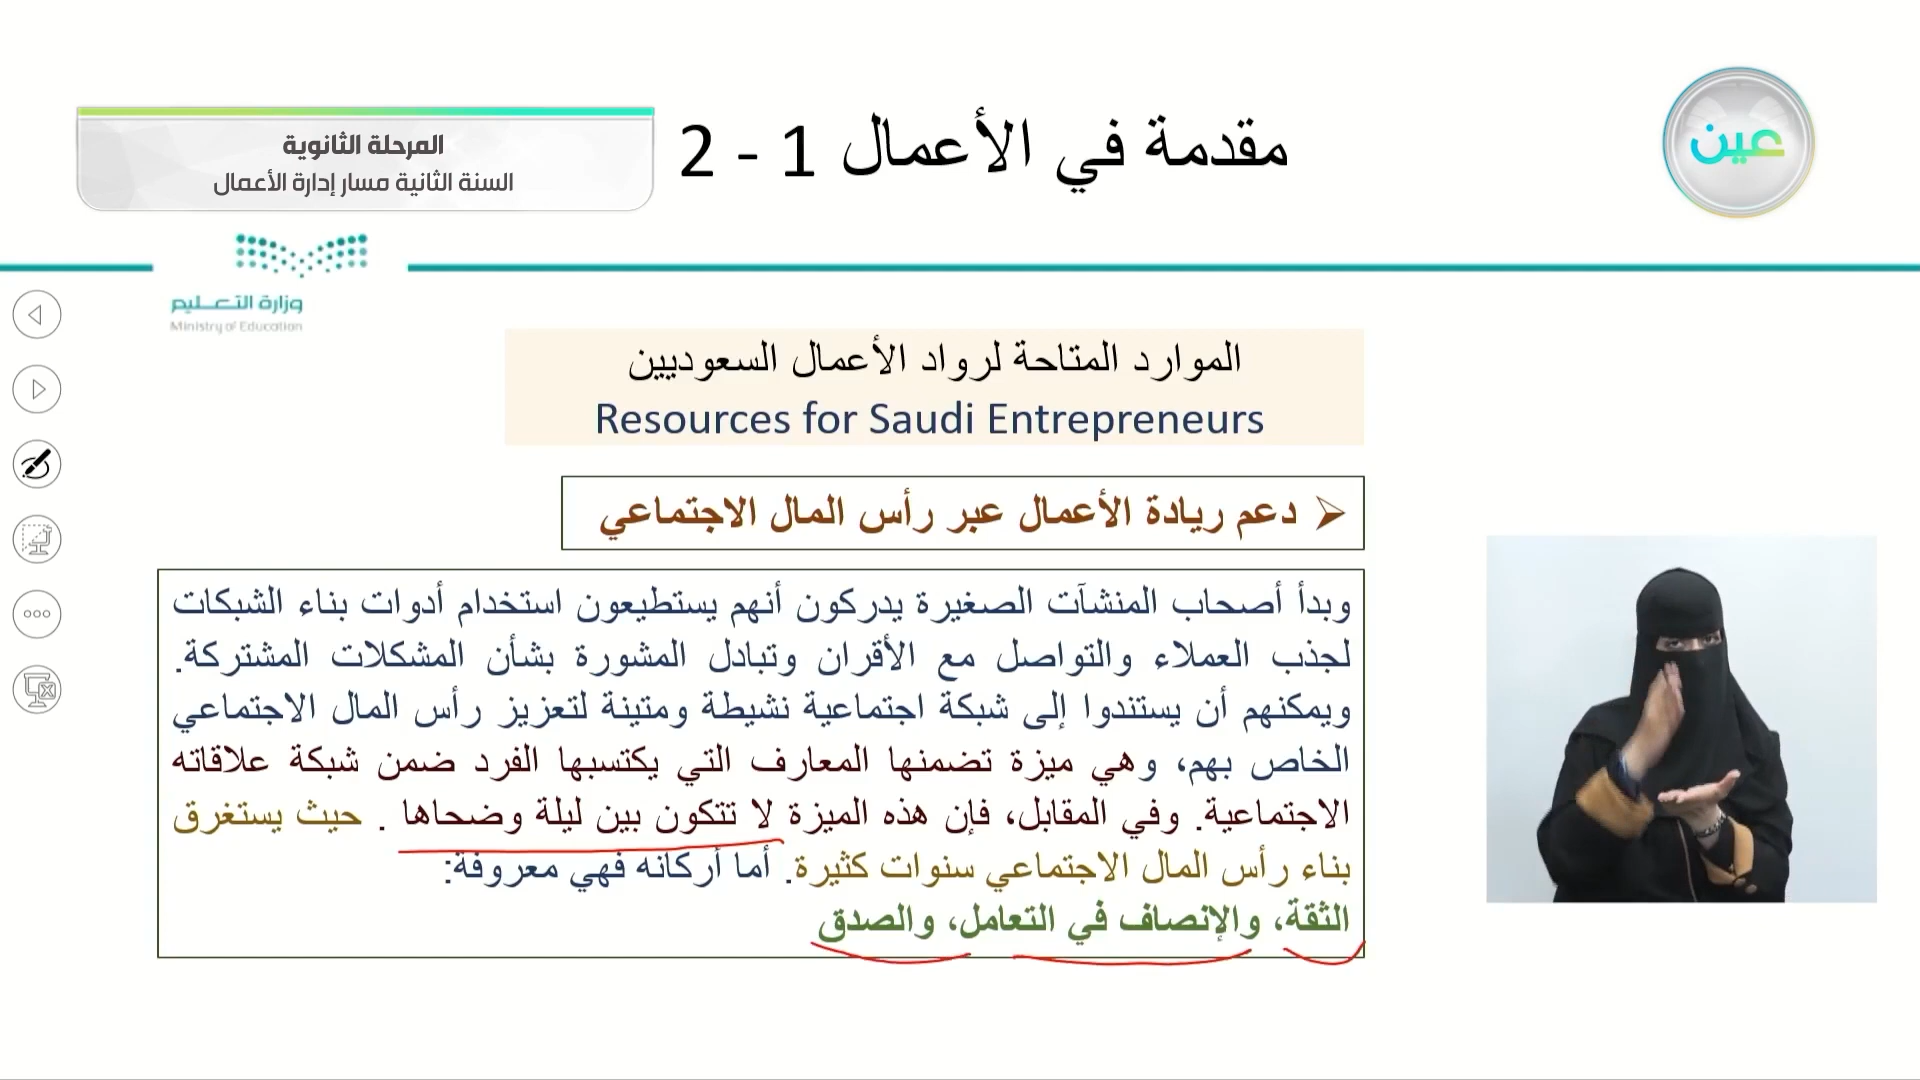 عين
مقدمة في الأعمال 1 - 2
المرحلة الثانوية
السنة الثانية مسار إدارة الأعمال
وزارة التعليم
Ministry of Education
الموارد المتاحة لرواد الأعمال السعوديين
Resources for Saudi Entrepreneurs
دعم ريادة الأعمال عبر رأس المال الاجتماعي
وبدأ أصحاب المنشآت الصغيرة يدركون أنهم يستطيعون استخدام أدوات بناء الشبكات
لجذب العملاء والتواصل مع الأقران وتبادل المشورة بشأن المشكلات المشتركة.
ويمكنهم أن يستندوا إلى شبكة اجتماعية نشيطة ومتينة لتعزيز رأس المال الاجتماعي
الخاص بهم، وهي ميزة تضمنها المعارف التي يكتسبها الفرد ضمن شبكة علاقاته
الاجتماعية. وفي المقابل، فإن هذه الميزة لا تتكون بين ليلة وضحاها . حيث يستغرق
بناء رأس المال الاجتماعي سنوات كثيرة. أما أركانه فهي معروفة:
الثقة، والإنصاف في التعامل، والصدق